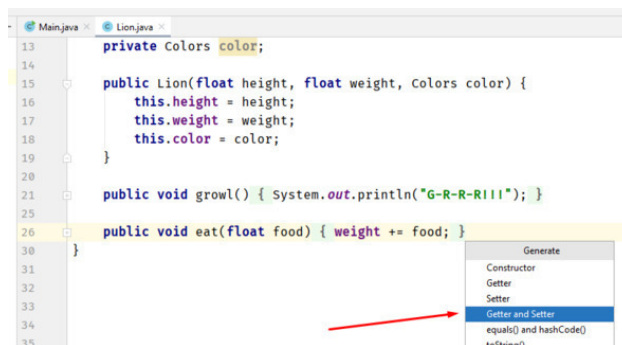 Main.java Lion.java
13 private Colors color;
14
15 public Lion(float height, float weight, Colors color) {
16 this.height = height;
17 this.weight = weight;
18 this.color = color;
19 }
20
21 public void growl() { System.out.println("G-R-R-R!!!"); }
25
26 public void eat(float food) { weight += food; }
30 }
31
32
33
34
35
Generate
Constructor
Getter
Setter
Getter and Setter
equals() and hashCode()
toString()